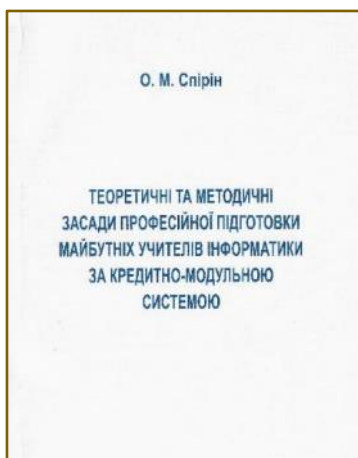 О. М. Спірін
ТЕОРЕТИЧНІ ТА МЕТОДИЧНІ
ЗАСАДИ ПРОФЕСІЙНОЇ ПІДГОТОВКИ
МАЙБУТНІХ УЧИТЕЛІВ ІНФОРМАТИКИ
ЗА КРЕДИТНО-МОДУЛЬНОЮ
СИСТЕМОЮ